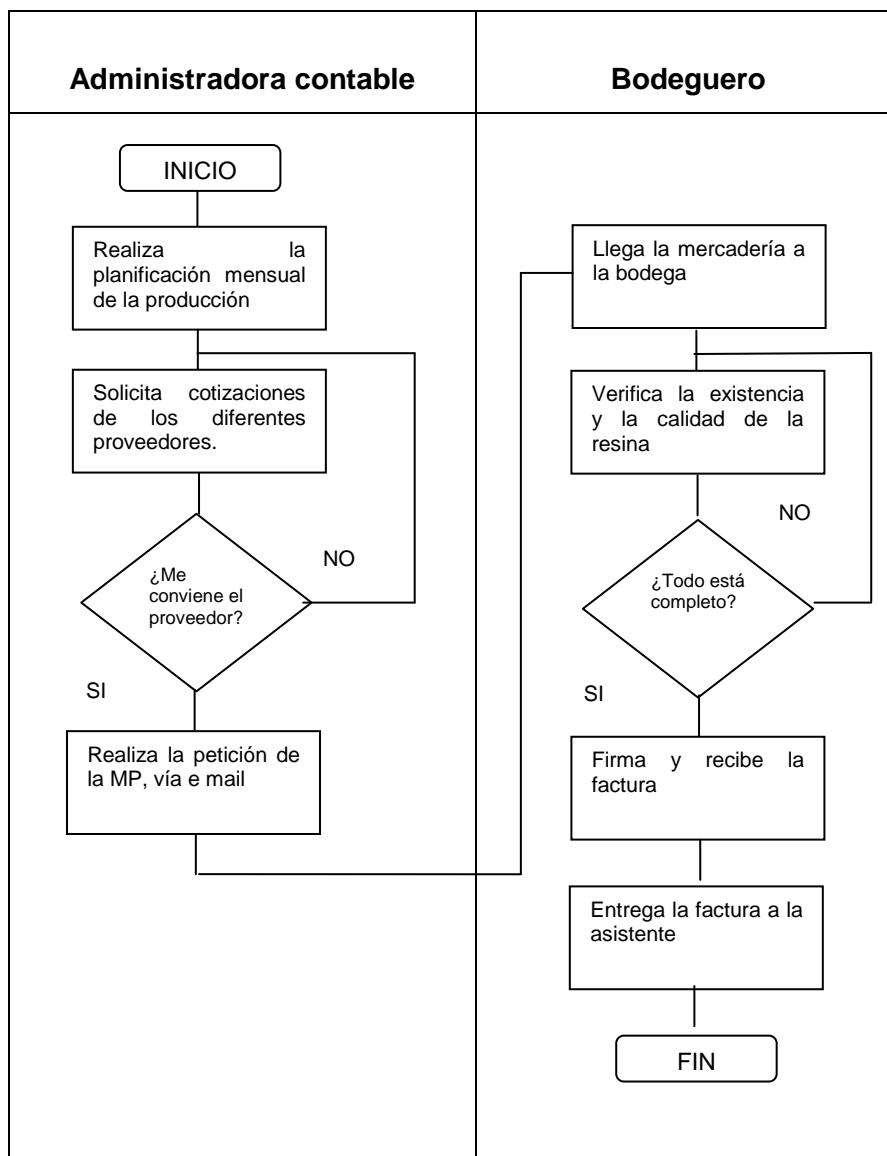 Administradora contable
Bodeguero
INICIO
Realiza la
planificación mensual
de la producción
Solicita cotizaciones
de los diferentes
proveedores.
¿Me
conviene el
proveedor?
NO
SI
Realiza la petición de
la MP, vía e mail
Llega la mercadería a
la bodega
Verifica la existencia
y la calidad de la
resina
NO
¿Todo está
completo?
SI
Firma y recibe la
factura
Entrega la factura a la
asistente
FIN